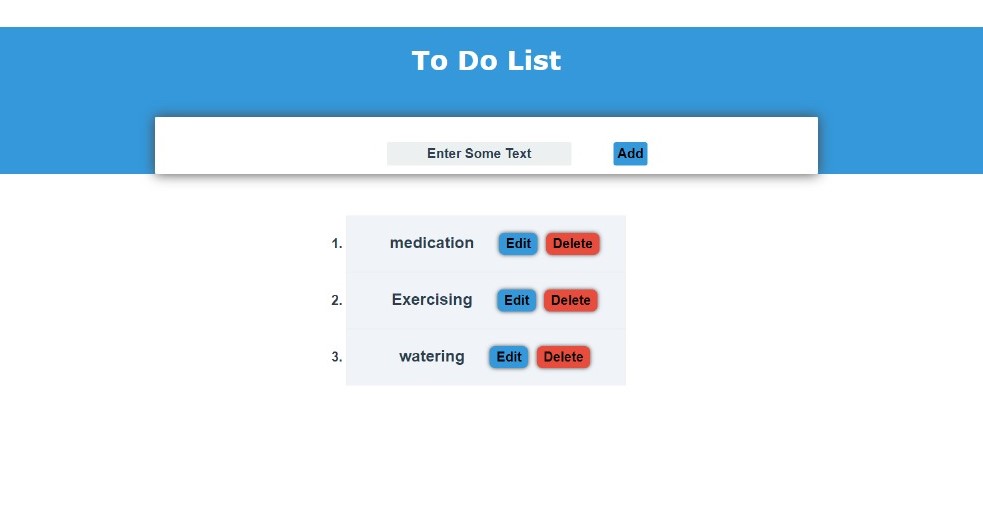 To Do List
Enter Some Text Add
1. medication Edit Delete
2. Exercising Edit Delete
3. watering Edit Delete